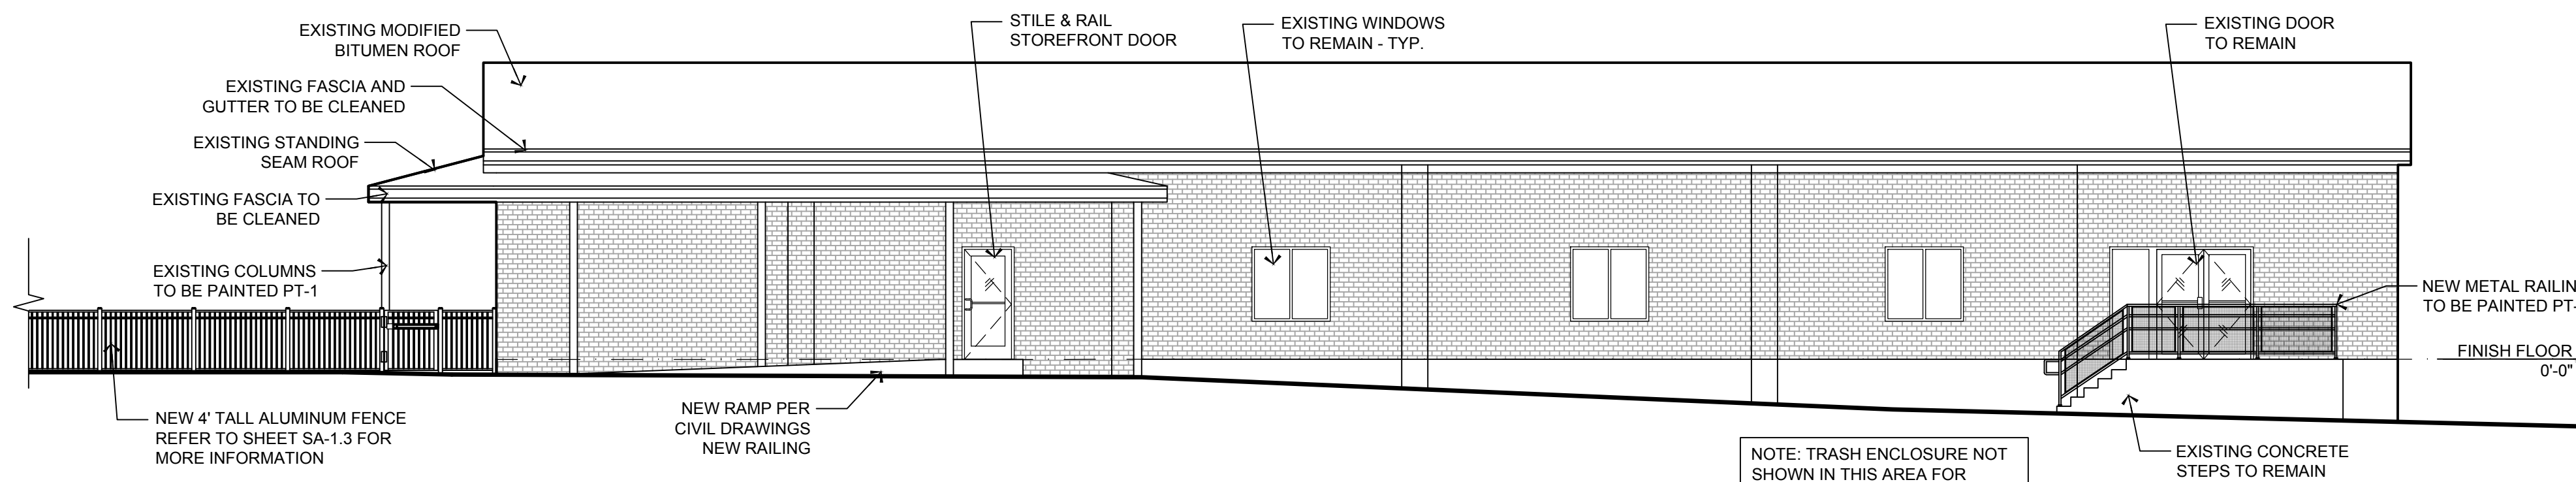 EXISTING MODIFIED
BITUMEN ROOF
EXISTING FASCIA AND
GUTTER TO BE CLEANED
EXISTING STANDING
SEAM ROOF
EXISTING FASCIA TO
BE CLEANED
EXISTING COLUMNS
TO BE PAINTED PT-1
NEW 4' TALL ALUMINUM FENCE
REFER TO SHEET SA-1.3 FOR
MORE INFORMATION
STILE & RAIL
STOREFRONT DOOR
NEW RAMP PER
CIVIL DRAWINGS
NEW RAILING
EXISTING WINDOWS
TO REMAIN - TYP.
NOTE: TRASH ENCLOSURE NOT
SHOWN IN THIS AREA FOR
EXISTING DOOR
TO REMAIN
NEW METAL
TO BE PAINTED
FINISH FLOOR
0'-0"
EXISTING CONCRETE
STEPS TO REMAIN